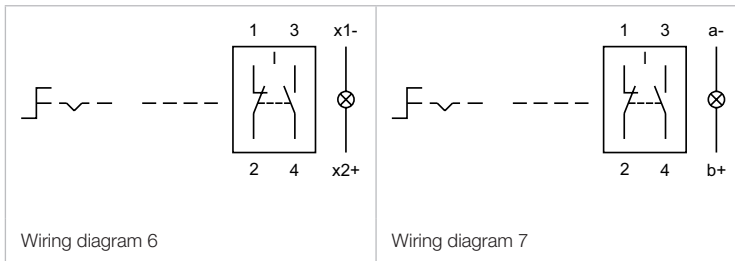 1 3 x1-
2 4 x2+
Wiring diagram 6
1 3 a-
2 4 b+
Wiring diagram 7